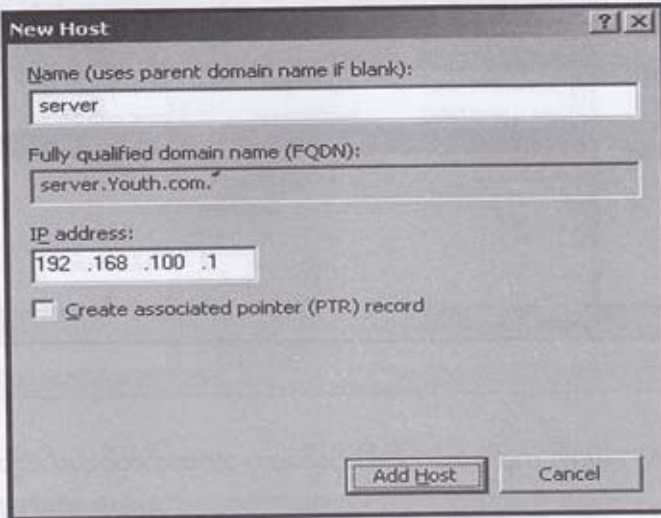 New Host
Name (uses parent domain name if blank):
server
Fully qualified domain name (FQDN):
server.Youth.com.
IP address:
192 .168 .100 .1
Create associated pointer (PTR) record
Add Host
Cancel